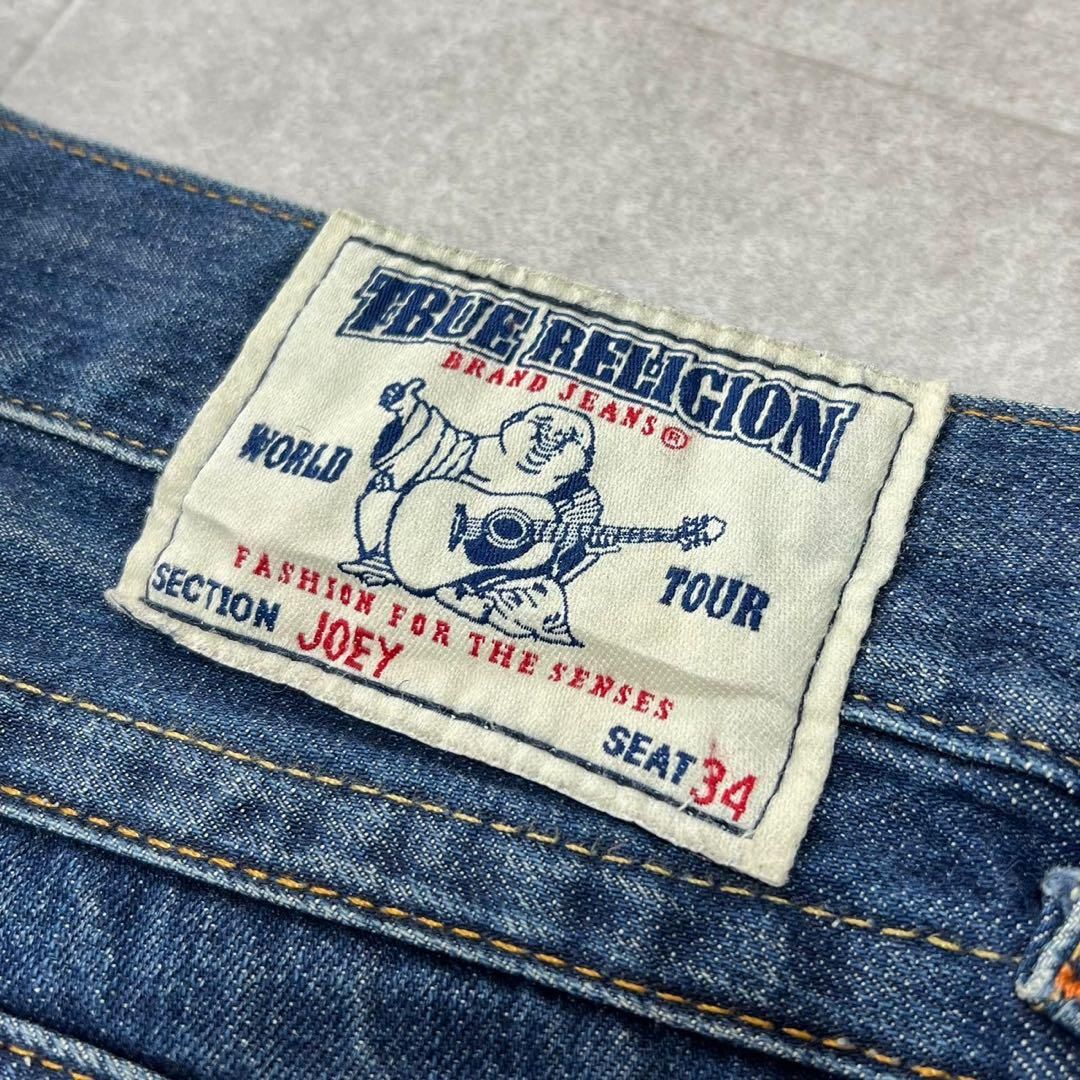 TRUE RELIGION
BRAND JEANS®
WORLD TOUR
FASHION FOR THE SENSES
SECTION JOEY
SEAT 34